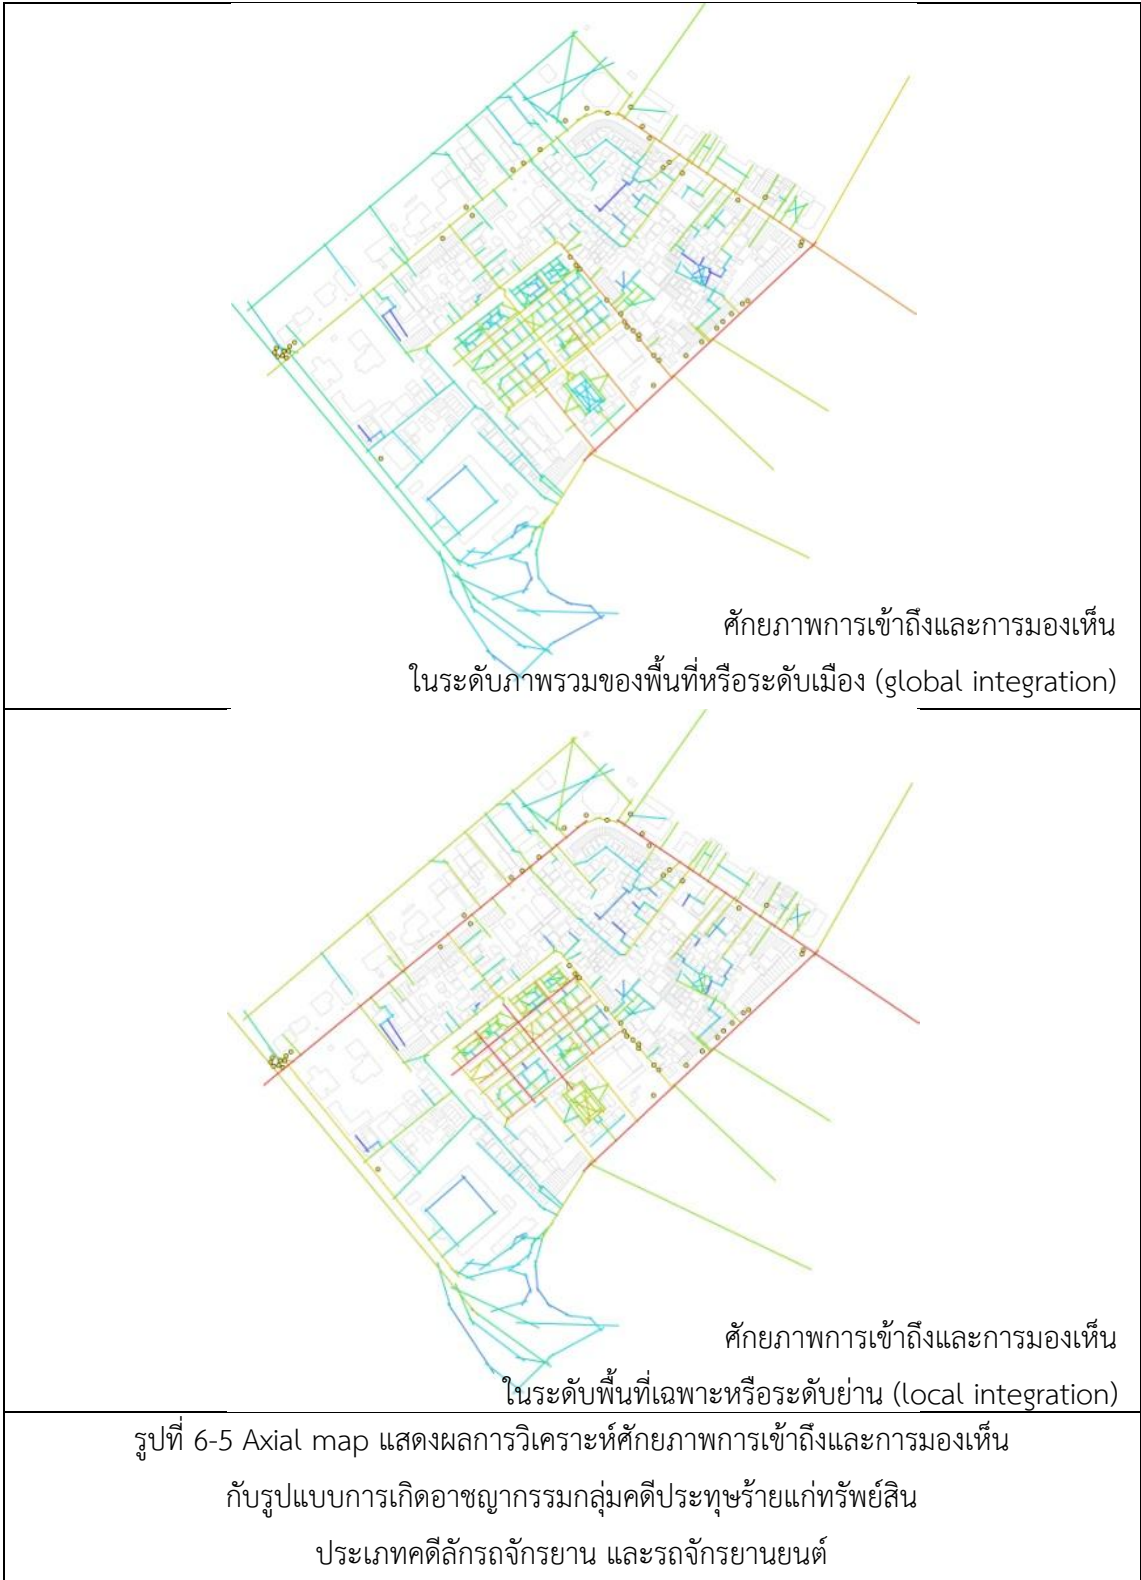 ศักยภาพการเข้าถึงและการมองเห็น
ในระดับภาพรวมของพื้นที่หรือระดับเมือง (global integration)
ศักยภาพการเข้าถึงและการมองเห็น
ในระดับพื้นที่เฉพาะหรือระดับย่าน (local integration)
รูปที่ 6-5 Axial map แสดงผลการวิเคราะห์ศักยภาพการเข้าถึงและการมองเห็น
กับรูปแบบการเกิดอาชญากรรมกลุ่มคดีประทุษร้ายแก่ทรัพย์สิน
ประเภทคดีลักรถจักรยาน และรถจักรยานยนต์